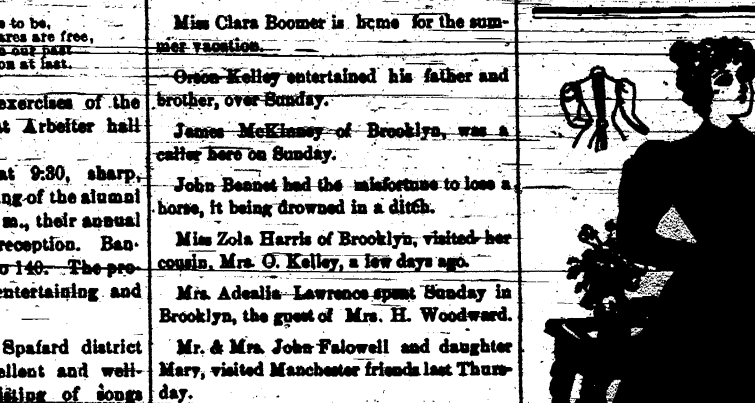 s to be,
ares are free,
n our past
on at last.
exercises of the
at Arbeiter hall
at 9:30, sharp,
ng of the alumni
m., their annual
reception. Ban-
o 140. The pro-
entertaining and
Spafard district
ellent and well-
isting of songs
Miss Clara Boomer is home for the sum-
mer vacation.
Orson Kelley entertained his father and
brother, over Sunday.
James McKinney of Brooklyn, was a
caller here on Sunday.
John Bennet had the misfortune to lose a
horse, it being drowned in a ditch.
Miss Zola Harris of Brooklyn, visited her
cousin, Mrs. O. Kelley, a few days ago.
Mrs. Adealia Lawrence spent Sunday in
Brooklyn, the guest of Mrs. H. Woodward.
Mr. & Mrs. John Falowell and daughter
Mary, visited Manchester friends last Thurs-
day.